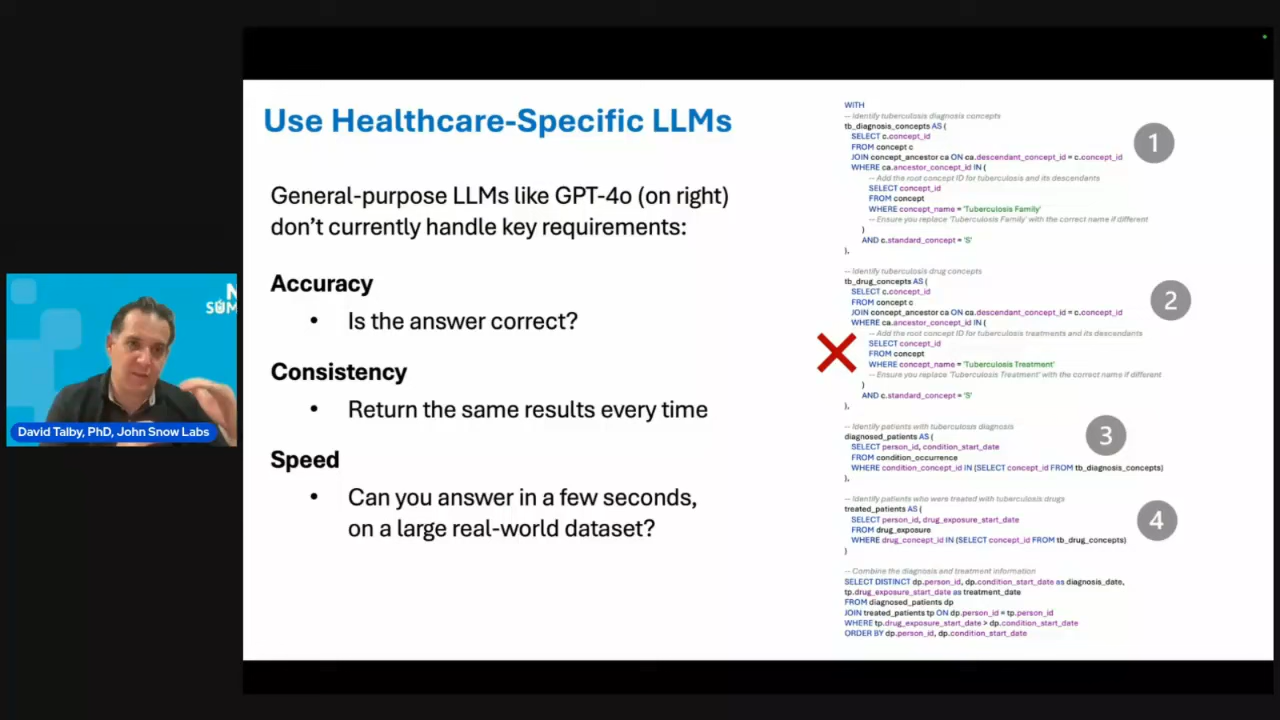 Use Healthcare-Specific LLMs
General-purpose LLMs like GPT-4o (on right)
don't currently handle key requirements:
Accuracy
• Is the answer correct?
Consistency
• Return the same results every time
Speed
• Can you answer in a few seconds,
on a large real-world dataset?
WITH
-- Identify tuberculosis diagnosis concepts
tb_diagnosis_concepts AS (
SELECT c.concept_id
FROM concept c
JOIN concept_ancestor ca ON ca.descendant_concept_id = c.concept_id
WHERE ca.ancestor_concept_id IN (
-- Add the root concept ID for tuberculosis and its descendants
SELECT concept_id
FROM concept
WHERE concept_name = 'Tuberculosis Family'
-- Ensure you replace 'Tuberculosis Family' with the correct name if different
)
AND c.standard_concept = 'S'
),
1
-- Identify tuberculosis drug concepts
tb_drug_concepts AS (
SELECT c.concept_id
FROM concept c
JOIN concept_ancestor ca ON ca.descendant_concept_id = c.concept_id
WHERE ca.ancestor_concept_id IN (
-- Add the root concept ID for tuberculosis treatments and its descendants
SELECT concept_id
FROM concept
WHERE concept_name = 'Tuberculosis Treatment'
-- Ensure you replace 'Tuberculosis Treatment' with the correct name if different
)
AND c.standard_concept = 'S'
),
2
-- Identify patients with tuberculosis diagnosis
diagnosed_patients AS (
SELECT person_id, condition_start_date
FROM condition_occurrence
WHERE condition_concept_id IN (SELECT concept_id FROM tb_diagnosis_concepts)
),
3
-- Identify patients who were treated with tuberculosis drugs
treated_patients AS (
SELECT person_id, drug_exposure_start_date
FROM drug_exposure
WHERE drug_concept_id IN (SELECT concept_id FROM tb_drug_concepts)
)
4
-- Combine the diagnosis and treatment information
SELECT DISTINCT dp.person_id, dp.condition_start_date as diagnosis_date,
tp.drug_exposure_start_date as treatment_date
FROM diagnosed_patients dp
JOIN treated_patients tp ON dp.person_id = tp.person_id
WHERE tp.drug_exposure_start_date > dp.condition_start_date
ORDER BY dp.person_id, dp.condition_start_date
N
SUM
David Talby, PhD, John Snow Labs